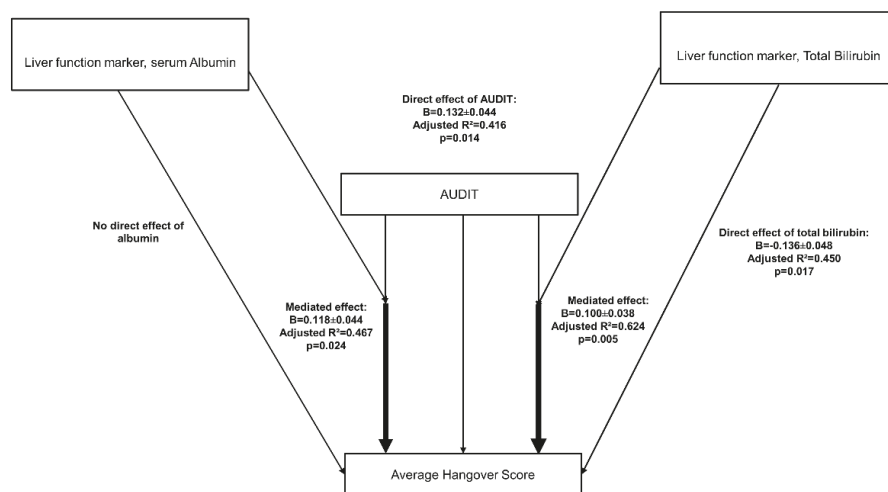 Liver function marker, serum Albumin
Liver function marker, Total Bilirubin
Direct effect of AUDIT:
B=0.132±0.044
Adjusted R²=0.416
p=0.014
AUDIT
No direct effect of
albumin
Direct effect of total bilirubin:
B=-0.136±0.048
Adjusted R²=0.450
p=0.017
Mediated effect:
B=0.118±0.044
Adjusted R²=0.467
p=0.024
Mediated effect:
B=0.100±0.038
Adjusted R²=0.624
p=0.005
Average Hangover Score